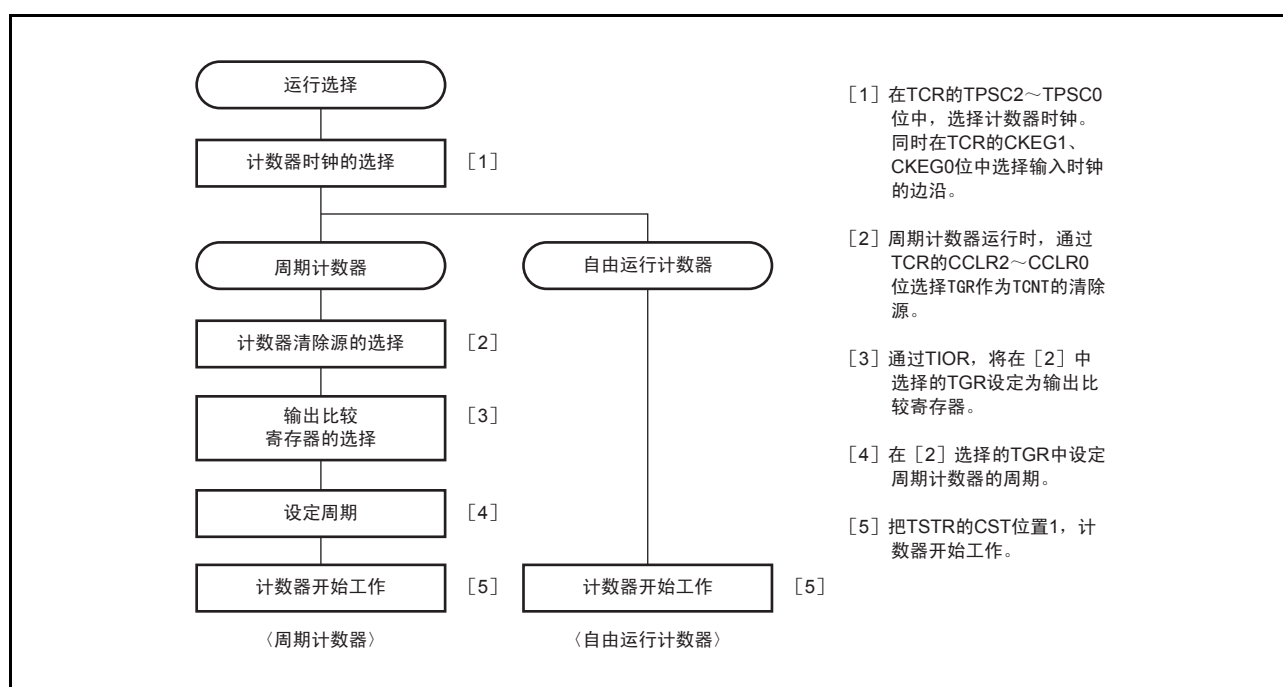 运行选择
计数器时钟的选择
［1］
周期计数器
自由运行计数器
计数器清除源的选择
［2］
输出比较
寄存器的选择
［3］
设定周期
［4］
计数器开始工作
［5］
计数器开始工作
［5］
〈周期计数器〉
〈自由运行计数器〉
［1］在TCR的TPSC2～TPSC0
位中，选择计数器时钟。
同时在TCR的CKEG1、
CKEG0位中选择输入时钟
的边沿。
［2］周期计数器运行时，通过
TCR的CCLR2～CCLR0
位选择TGR作为TCNT的清除
源。
［3］通过TIOR，将在［2］中
选择的TGR设定为输出比
较寄存器。
［4］在［2］选择的TGR中设定
周期计数器的周期。
［5］把TSTR的CST位置1，计
数器开始工作。